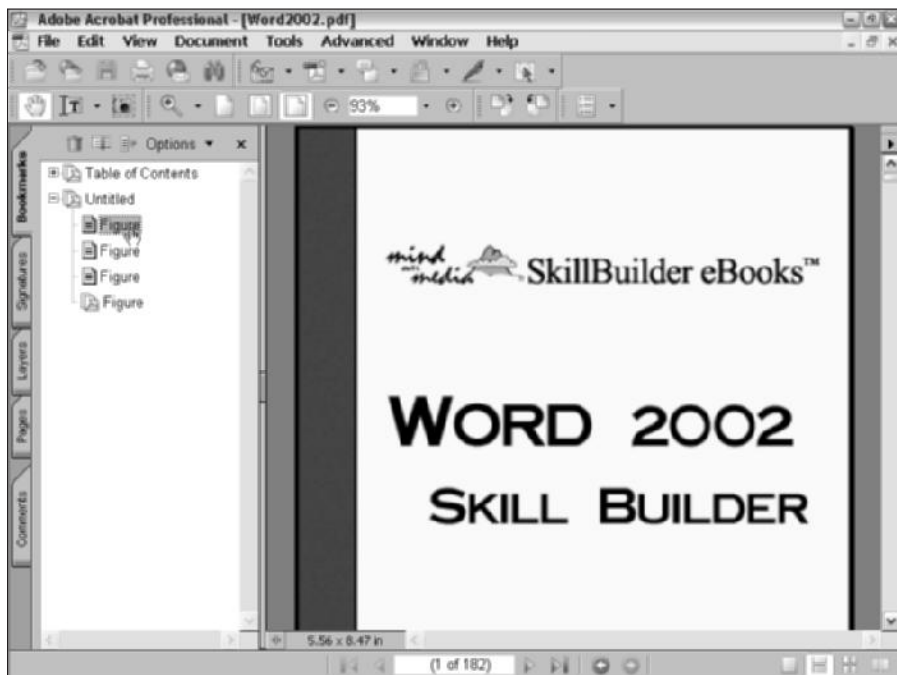 Adobe Acrobat Professional - [Word2002.pdf]
File Edit View Document Tools Advanced Window Help
93%
Options
Bookmarks
Signatures
Layers
Pages
Comments
Table of Contents
Untitled
Figure
Figure
Figure
Figure
mind
media
SkillBuilder eBooks™
WORD 2002
SKILL BUILDER
5.56 x 8.47 in
(1 of 182)